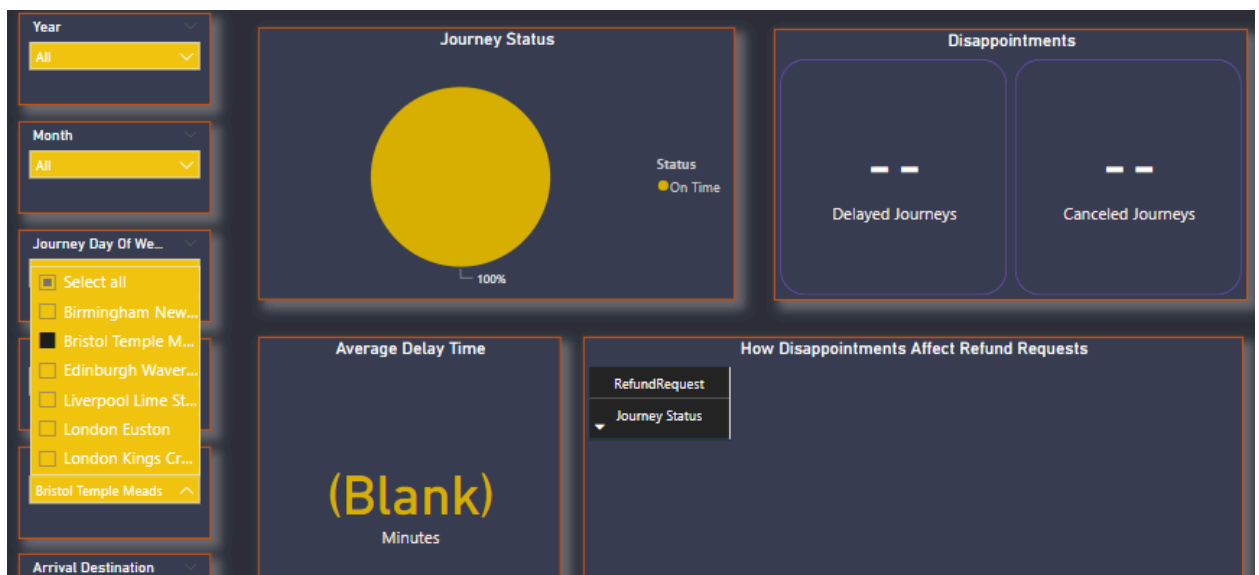 Year
All
Month
All
Journey Day Of We...
Select all
Birmingham New...
Bristol Temple M...
Edinburgh Waver...
Liverpool Lime St...
London Euston
London Kings Cr...
Bristol Temple Meads
Arrival Destination
Journey Status
Status
On Time
100%
Disappointments
--
Delayed Journeys
--
Canceled Journeys
Average Delay Time
(Blank)
Minutes
How Disappointments Affect Refund Requests
RefundRequest
Journey Status